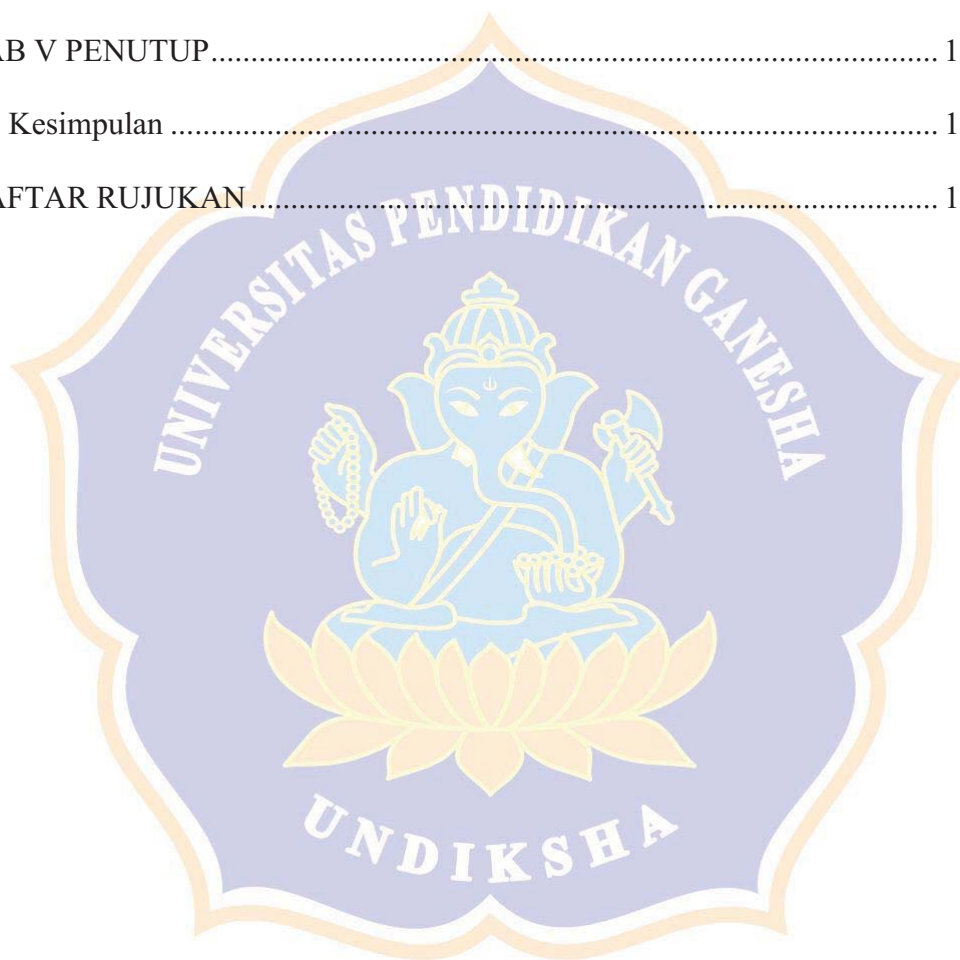 AB V PENUTUP.......................................................................................... 1
Kesimpulan ............................................................................................... 1
AFTAR RUJUKAN..................................................................................... 1
UNIVERSITAS PENDIDIKAN GANESHA
UNDIKSHA